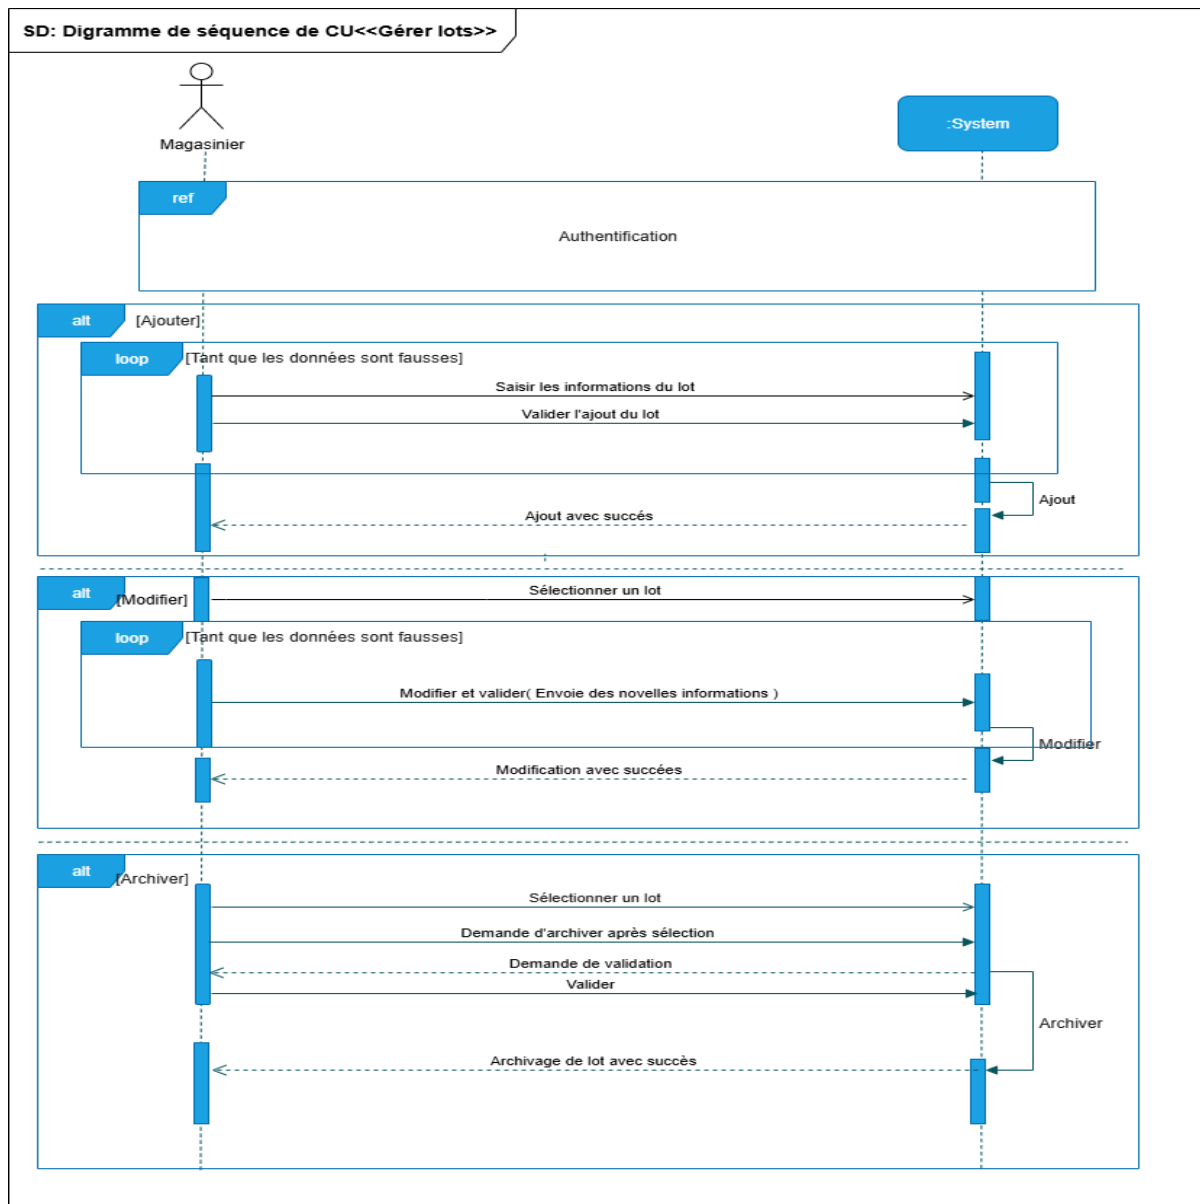 SD: Digramme de séquence de CU<<Gérer lots>>
Magasinier
:System
ref
Authentification
alt
[Ajouter]
loop
[Tant que les données sont fausses]
Saisir les informations du lot
Valider l'ajout du lot
Ajout
Ajout avec succés
alt
[Modifier]
Sélectionner un lot
loop
[Tant que les données sont fausses]
Modifier et valider( Envoie des novelles informations )
Modifier
Modification avec succées
alt
[Archiver]
Sélectionner un lot
Demande d'archiver après sélection
Demande de validation
Valider
Archiver
Archivage de lot avec succès